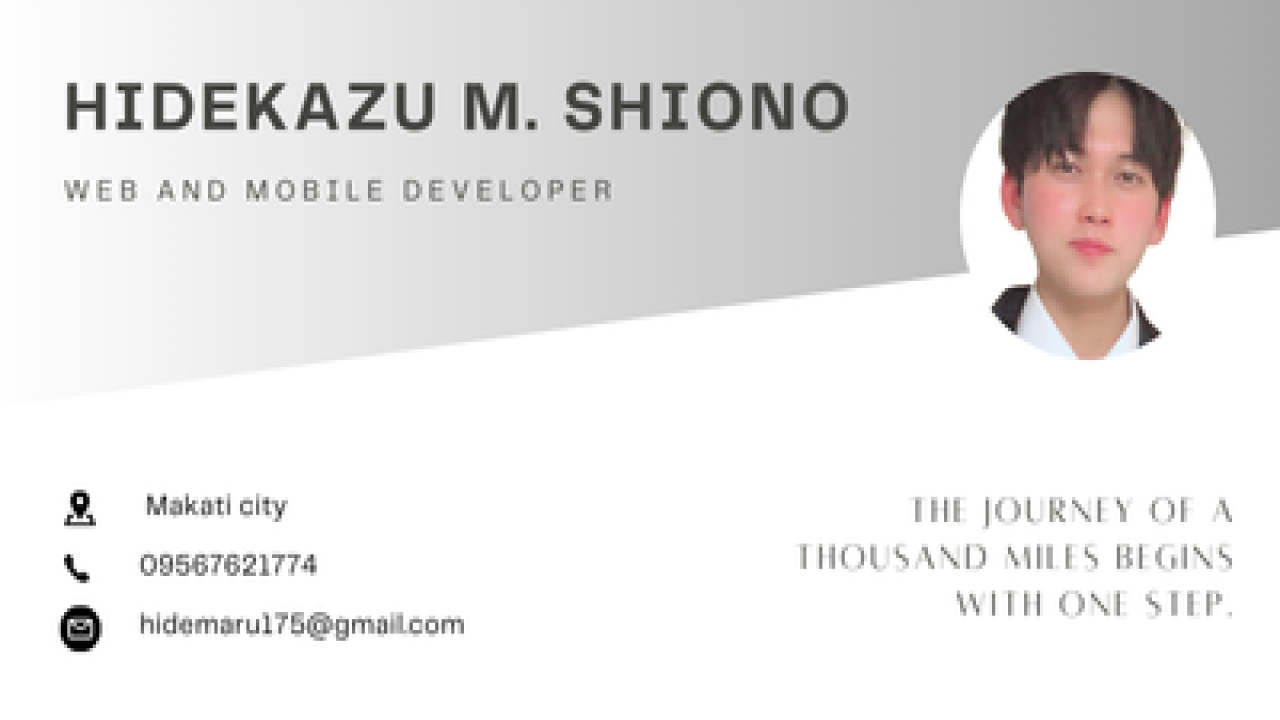 HIDEKAZU M. SHIONO
WEB AND MOBILE DEVELOPER
Makati city
09567621774
hidemaru175@gmail.com
THE JOURNEY OF A
THOUSAND MILES BEGINS
WITH ONE STEP.